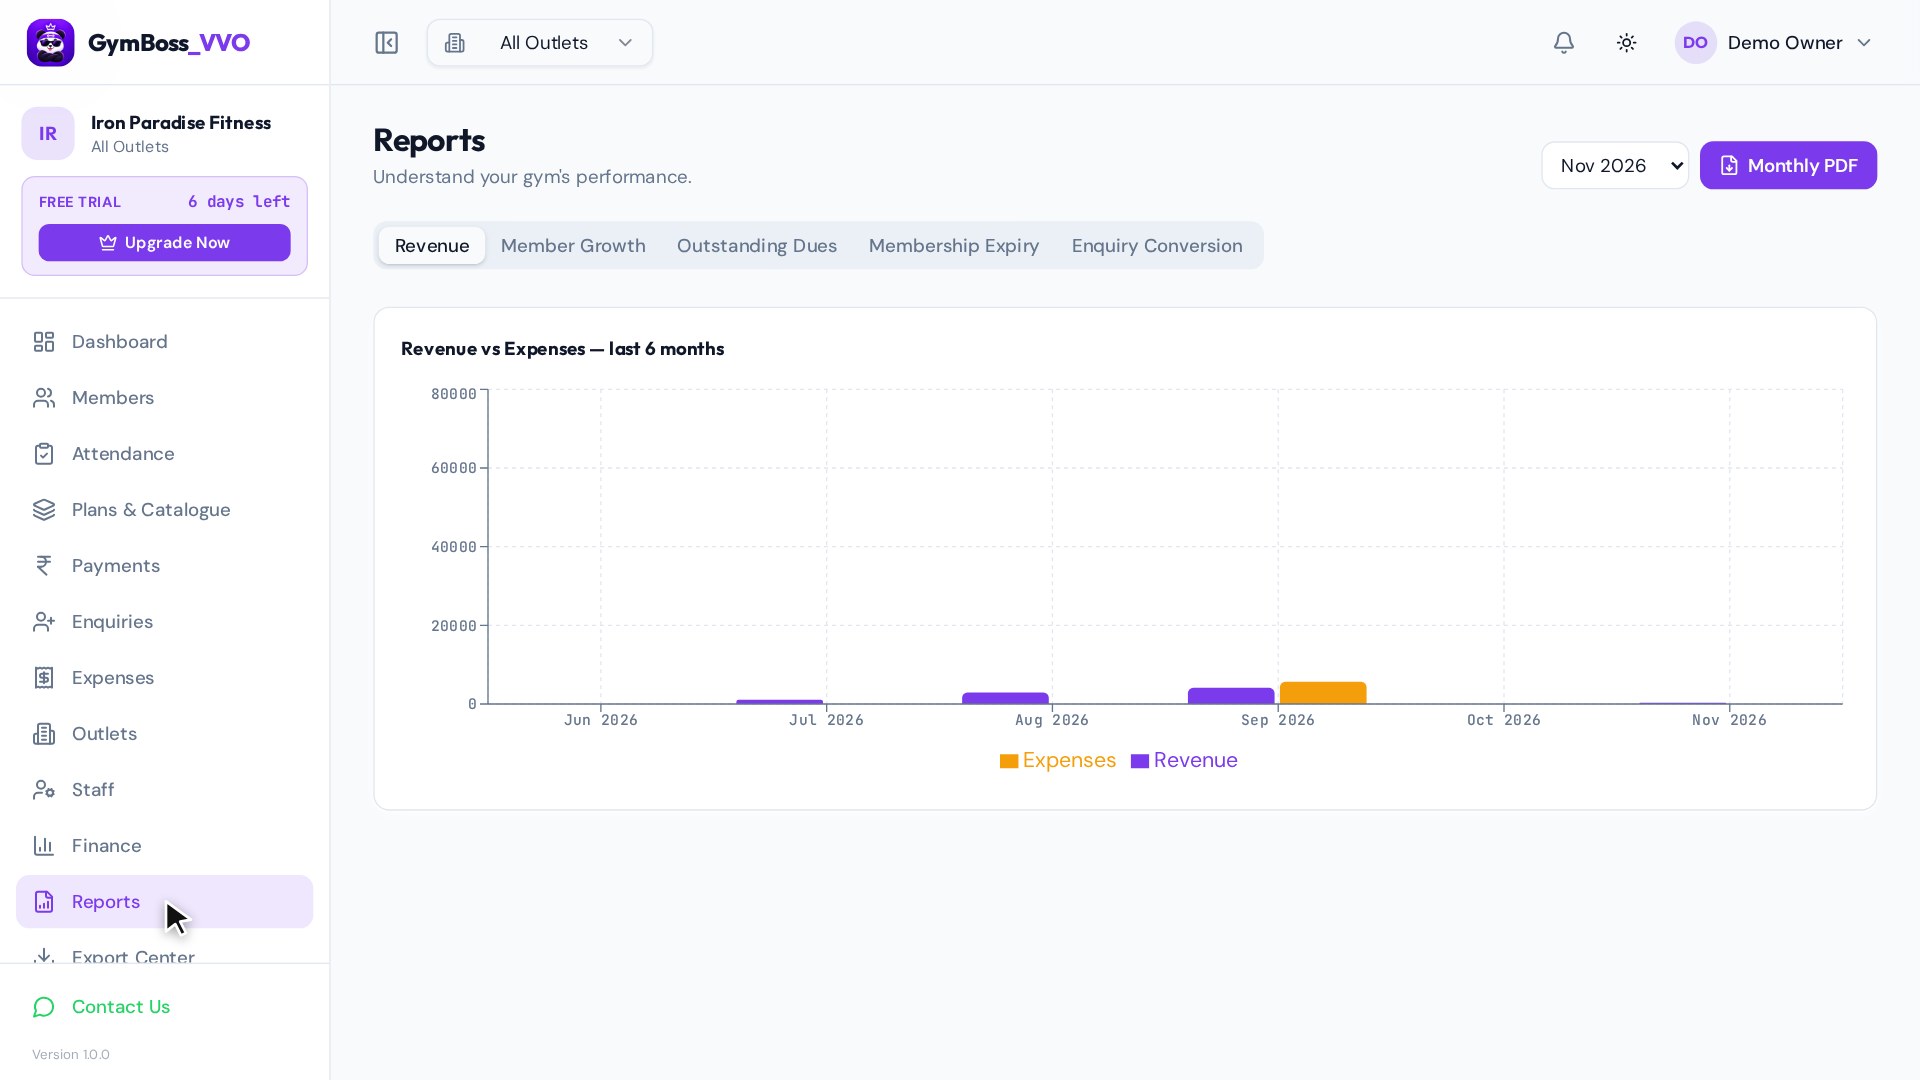 GymBoss_VVO
All Outlets
DO Demo Owner
IR
Iron Paradise Fitness
All Outlets
FREE TRIAL 6 days left
Upgrade Now
Dashboard
Members
Attendance
Plans & Catalogue
Payments
Enquiries
Expenses
Outlets
Staff
Finance
Reports
Export Center
Contact Us
Version 1.0.0
Reports
Understand your gym's performance.
Nov 2026
Monthly PDF
Revenue Member Growth Outstanding Dues Membership Expiry Enquiry Conversion
Revenue vs Expenses — last 6 months
80000
60000
40000
20000
0
Jun 2026 Jul 2026 Aug 2026 Sep 2026 Oct 2026 Nov 2026
Expenses Revenue